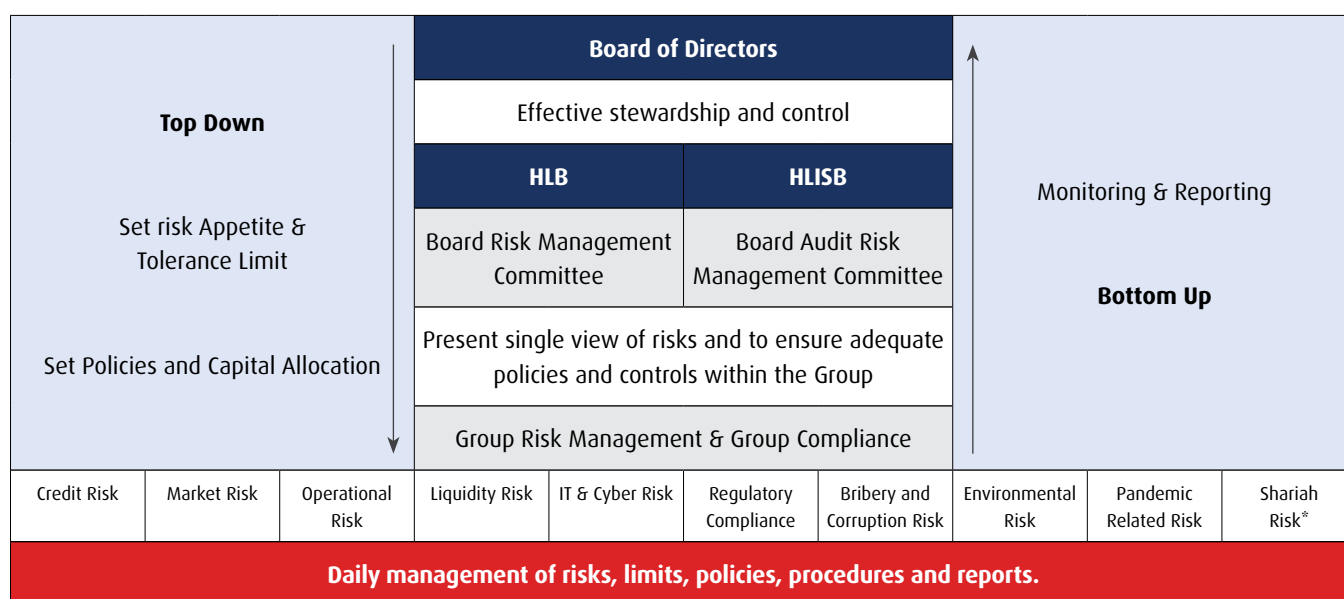 Board of Directors
Effective stewardship and control
Top Down
Set risk Appetite &
Tolerance Limit
Set Policies and Capital Allocation
HLB
HLISB
Board Risk Management
Committee
Board Audit Risk
Management Committee
Present single view of risks and to ensure adequate
policies and controls within the Group
Group Risk Management & Group Compliance
Monitoring & Reporting
Bottom Up
Credit Risk
Market Risk
Operational
Risk
Liquidity Risk
IT & Cyber Risk
Regulatory
Compliance
Bribery and
Corruption Risk
Environmental
Risk
Pandemic
Related Risk
Shariah
Risk*
Daily management of risks, limits, policies, procedures and reports.